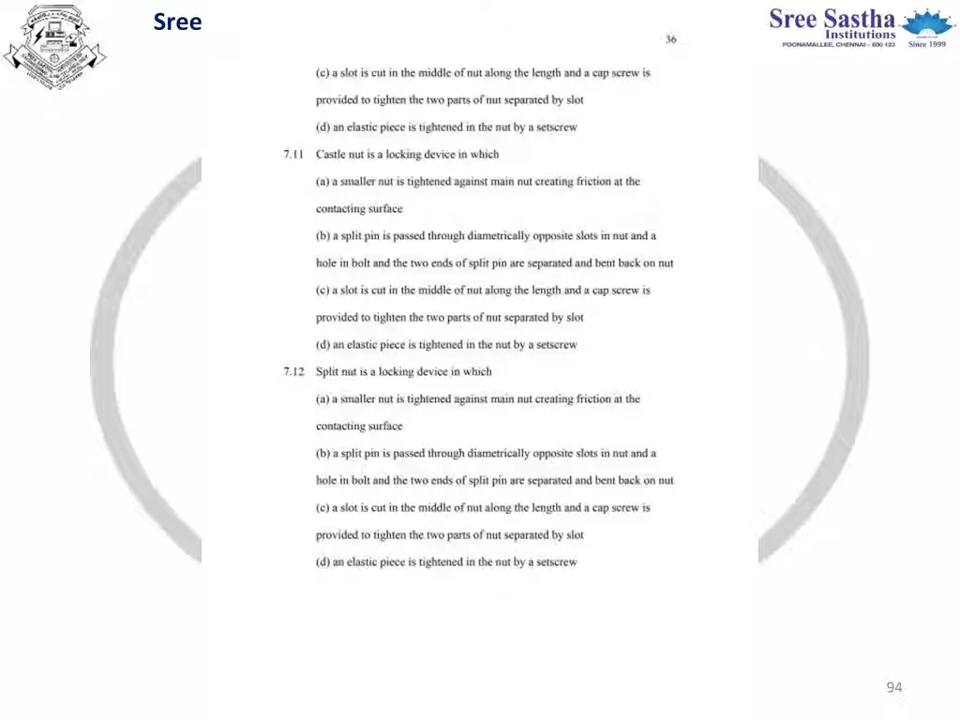 Sree
Sree Sastha
Institutions
POONAMALLEE, CHENNAI - 600 123
Since 1999
36
(c) a slot is cut in the middle of nut along the length and a cap screw is
provided to tighten the two parts of nut separated by slot
(d) an elastic piece is tightened in the nut by a setscrew
7.11 Castle nut is a locking device in which
(a) a smaller nut is tightened against main nut creating friction at the
contacting surface
(b) a split pin is passed through diametrically opposite slots in nut and a
hole in bolt and the two ends of split pin are separated and bent back on nut
(c) a slot is cut in the middle of nut along the length and a cap screw is
provided to tighten the two parts of nut separated by slot
(d) an elastic piece is tightened in the nut by a setscrew
7.12 Split nut is a locking device in which
(a) a smaller nut is tightened against main nut creating friction at the
contacting surface
(b) a split pin is passed through diametrically opposite slots in nut and a
hole in bolt and the two ends of split pin are separated and bent back on nut
(c) a slot is cut in the middle of nut along the length and a cap screw is
provided to tighten the two parts of nut separated by slot
(d) an elastic piece is tightened in the nut by a setscrew
94